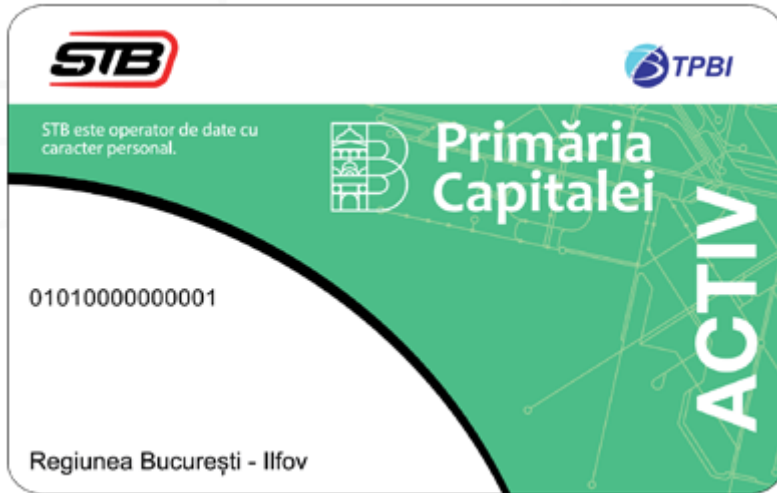 STB
TPBI
STB este operator de date cu
caracter personal.
Primăria
Capitalei
ACTIV
01010000000001
Regiunea București - Ilfov